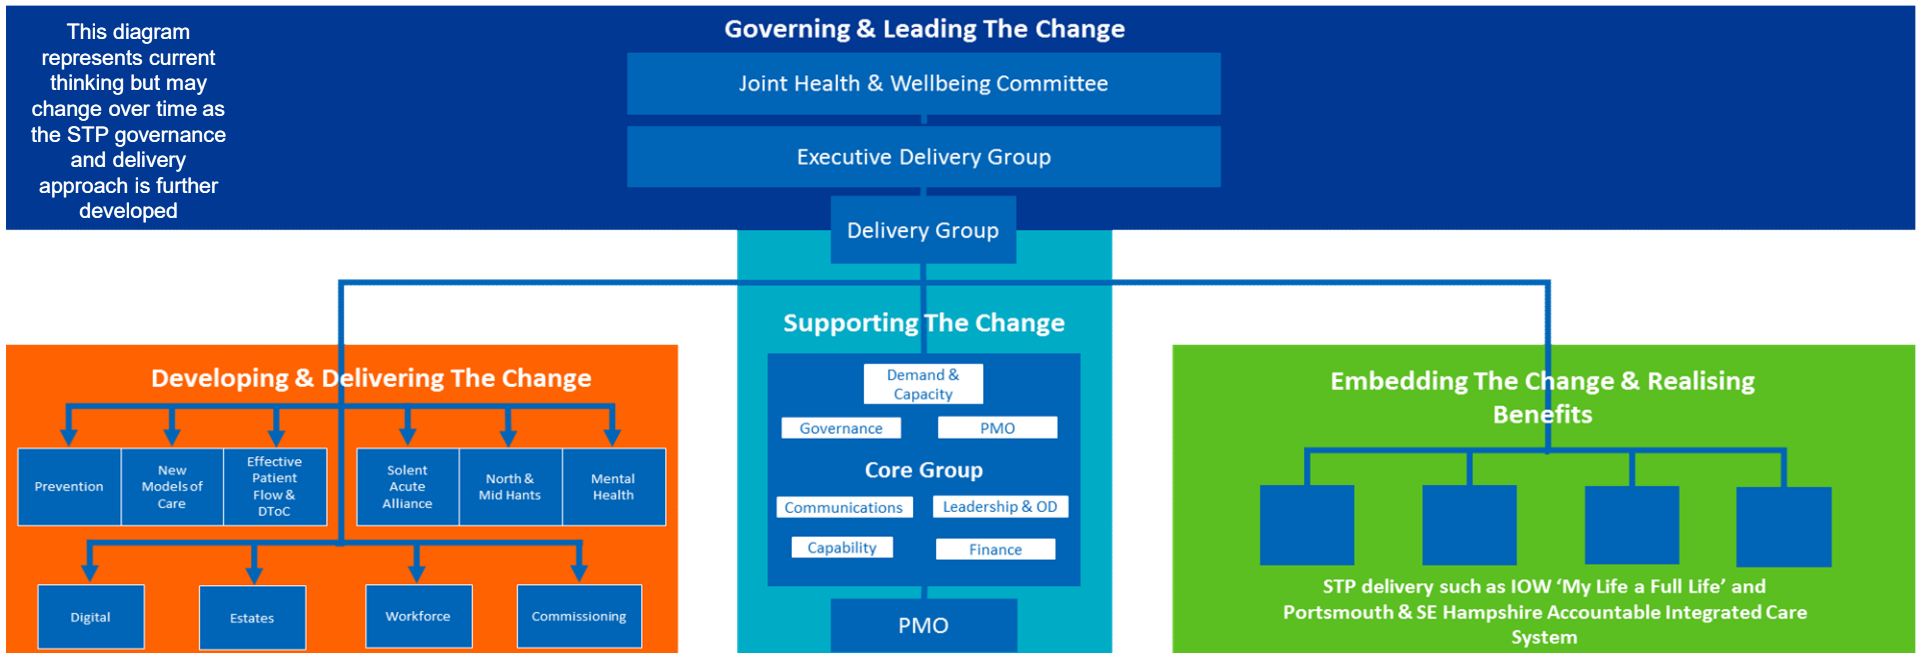 This diagram
represents current
thinking but may
change over time as
the STP governance
and delivery
approach is further
developed
Governing & Leading The Change
Joint Health & Wellbeing Committee
Executive Delivery Group
Delivery Group
Developing & Delivering The Change
Prevention
New
Models of
Care
Effective
Patient
Flow &
DToC
Solent
Acute
Alliance
North &
Mid Hants
Mental
Health
Digital
Estates
Workforce
Commissioning
Supporting The Change
Demand &
Capacity
Governance
PMO
Core Group
Communications
Leadership & OD
Capability
Finance
PMO
Embedding The Change & Realising
Benefits
STP delivery such as IOW ‘My Life a Full Life’ and
Portsmouth & SE Hampshire Accountable Integrated Care
System